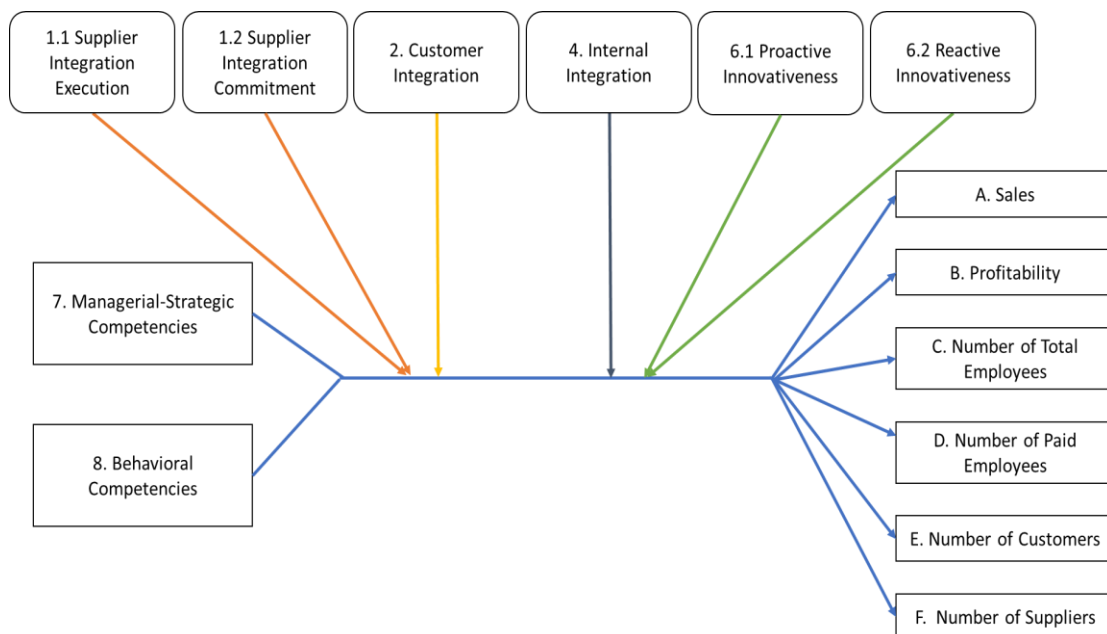 1.1 Supplier
Integration
Execution
1.2 Supplier
Integration
Commitment
2. Customer
Integration
4. Internal
Integration
6.1 Proactive
Innovativeness
6.2 Reactive
Innovativeness
7. Managerial-Strategic
Competencies
8. Behavioral
Competencies
A. Sales
B. Profitability
C. Number of Total
Employees
D. Number of Paid
Employees
E. Number of Customers
F. Number of Suppliers